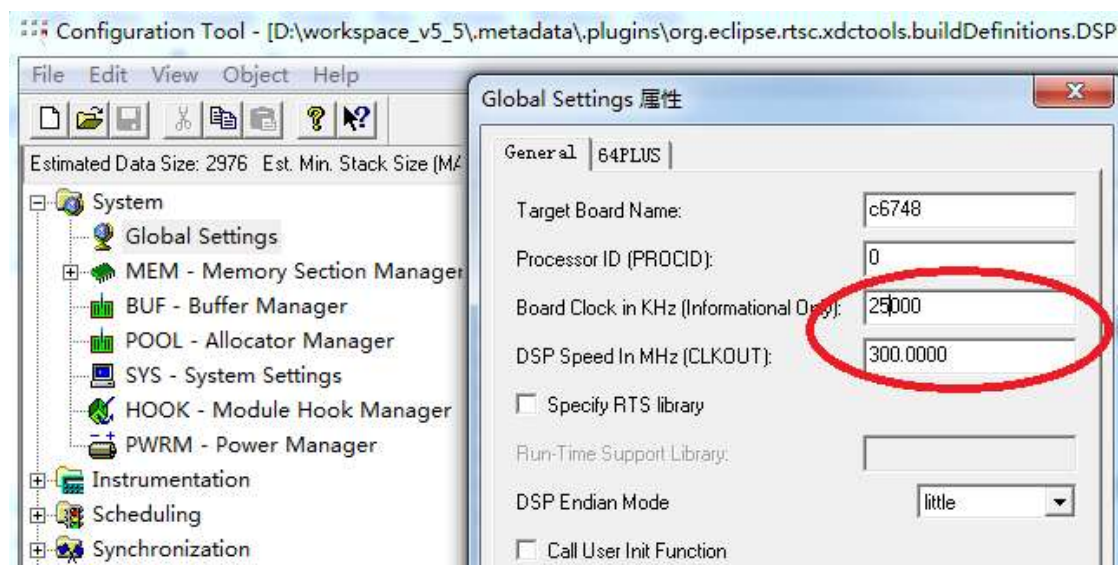 Configuration Tool - [D:\workspace_v5_5\.metadata\.plugins\org.eclipse.rtsc.xdctools.buildDefinitions.DSP
File Edit View Object Help
Estimated Data Size: 2976 Est. Min. Stack Size (MA
System
Global Settings
MEM - Memory Section Manager
BUF - Buffer Manager
POOL - Allocator Manager
SYS - System Settings
HOOK - Module Hook Manager
PWRM - Power Manager
Instrumentation
Scheduling
Synchronization
Global Settings 属性
General 64PLUS
Target Board Name: c6748
Processor ID (PROCID): 0
Board Clock in KHz (Informational Only): 25000
DSP Speed In MHz (CLKOUT): 300.0000
Specify RTS library
Run-Time Support Library:
DSP Endian Mode little
Call User Init Function